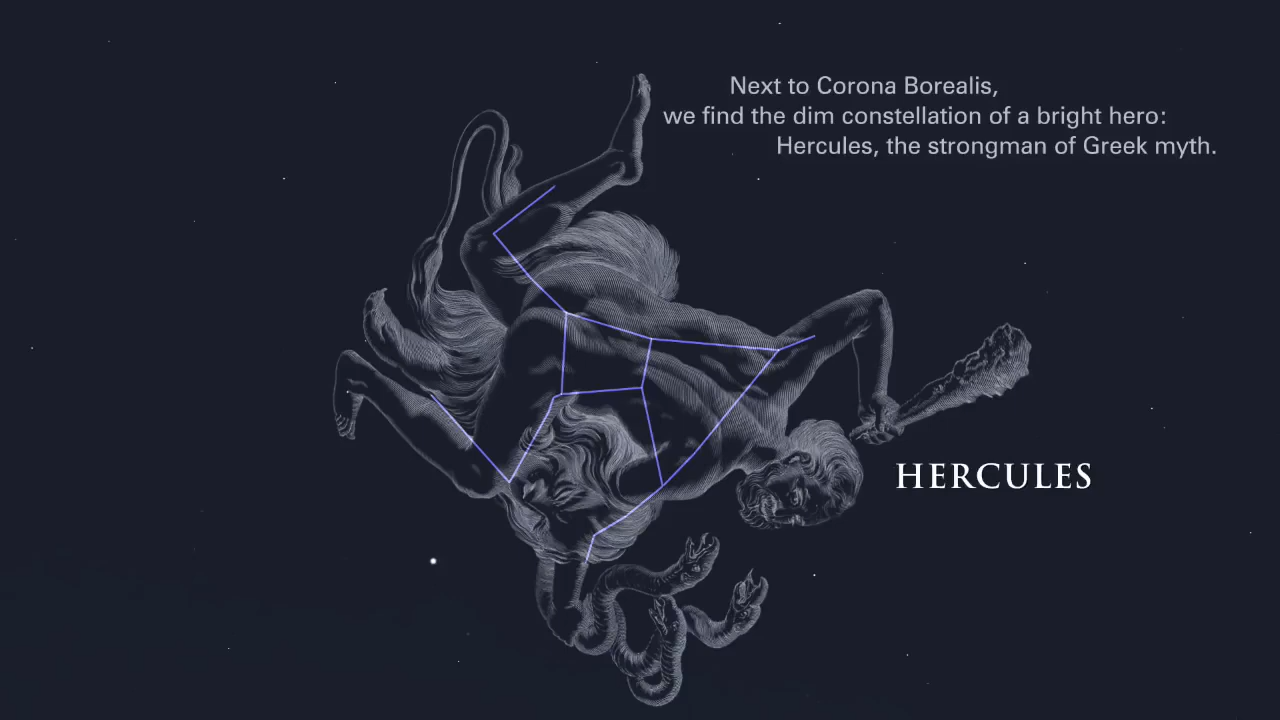 Next to Corona Borealis,
we find the dim constellation of a bright hero:
Hercules, the strongman of Greek myth.
HERCULES